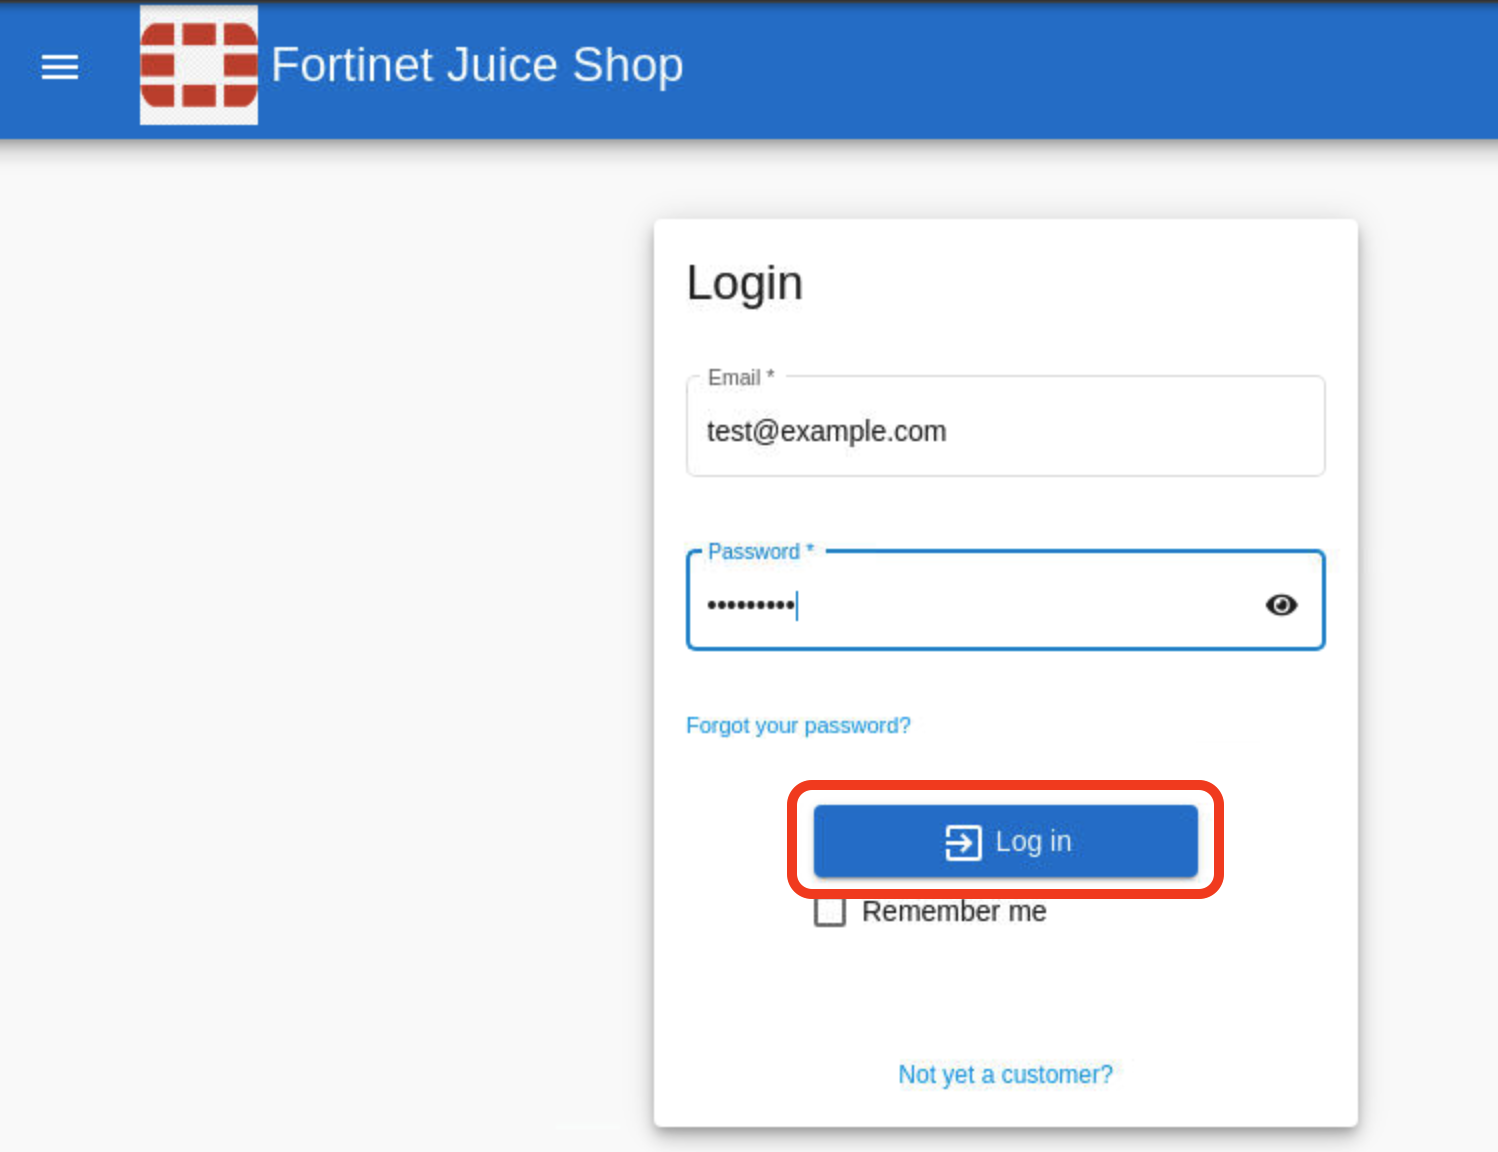 Fortinet Juice Shop
Login
Email *
test@example.com
Password *
•••••••••
Forgot your password?
Log in
Remember me
Not yet a customer?